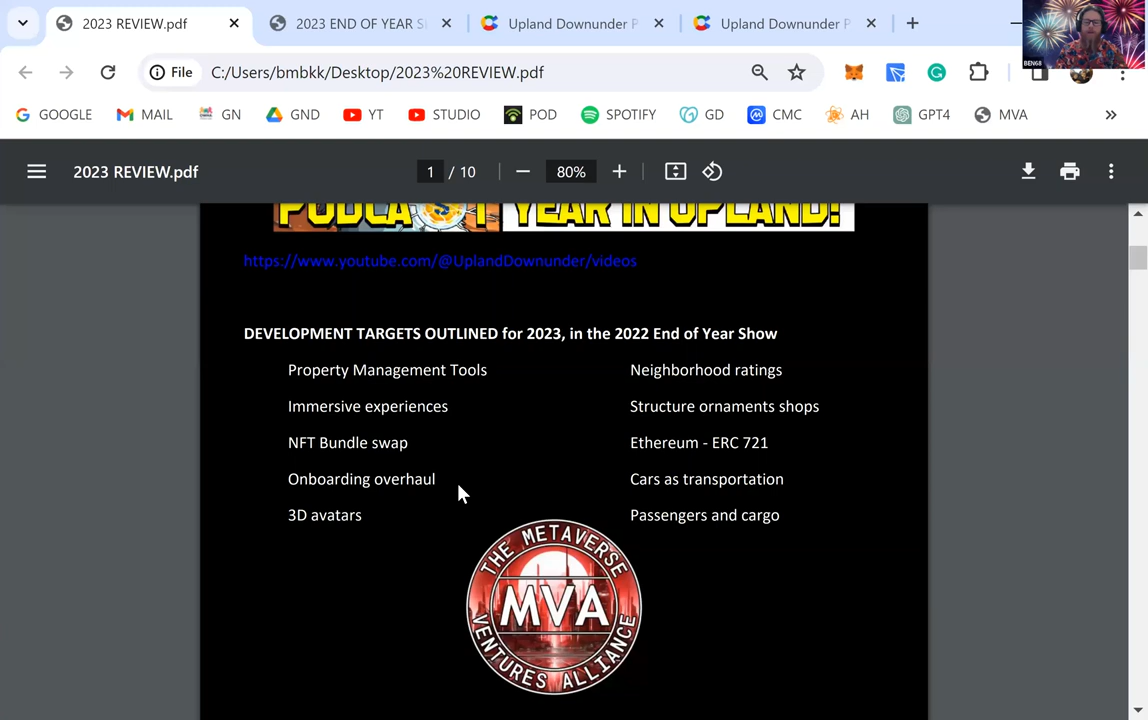 2023 REVIEW.pdf
2023 END OF YEAR S
Upland Downunder P
Upland Downunder P
File
C:/Users/bmbkk/Desktop/2023%20REVIEW.pdf
BEN68
GOOGLE MAIL GN GND YT STUDIO POD SPOTIFY GD CMC AH GPT4 MVA
2023 REVIEW.pdf
1 / 10
80%
PODCAST YEAR IN UPLAND!
https://www.youtube.com/@UplandDownunder/videos
DEVELOPMENT TARGETS OUTLINED for 2023, in the 2022 End of Year Show
Property Management Tools
Neighborhood ratings
Immersive experiences
Structure ornaments shops
NFT Bundle swap
Ethereum - ERC 721
Onboarding overhaul
Cars as transportation
3D avatars
Passengers and cargo
THE METAVERSE
MVA
VENTURES ALLIANCE